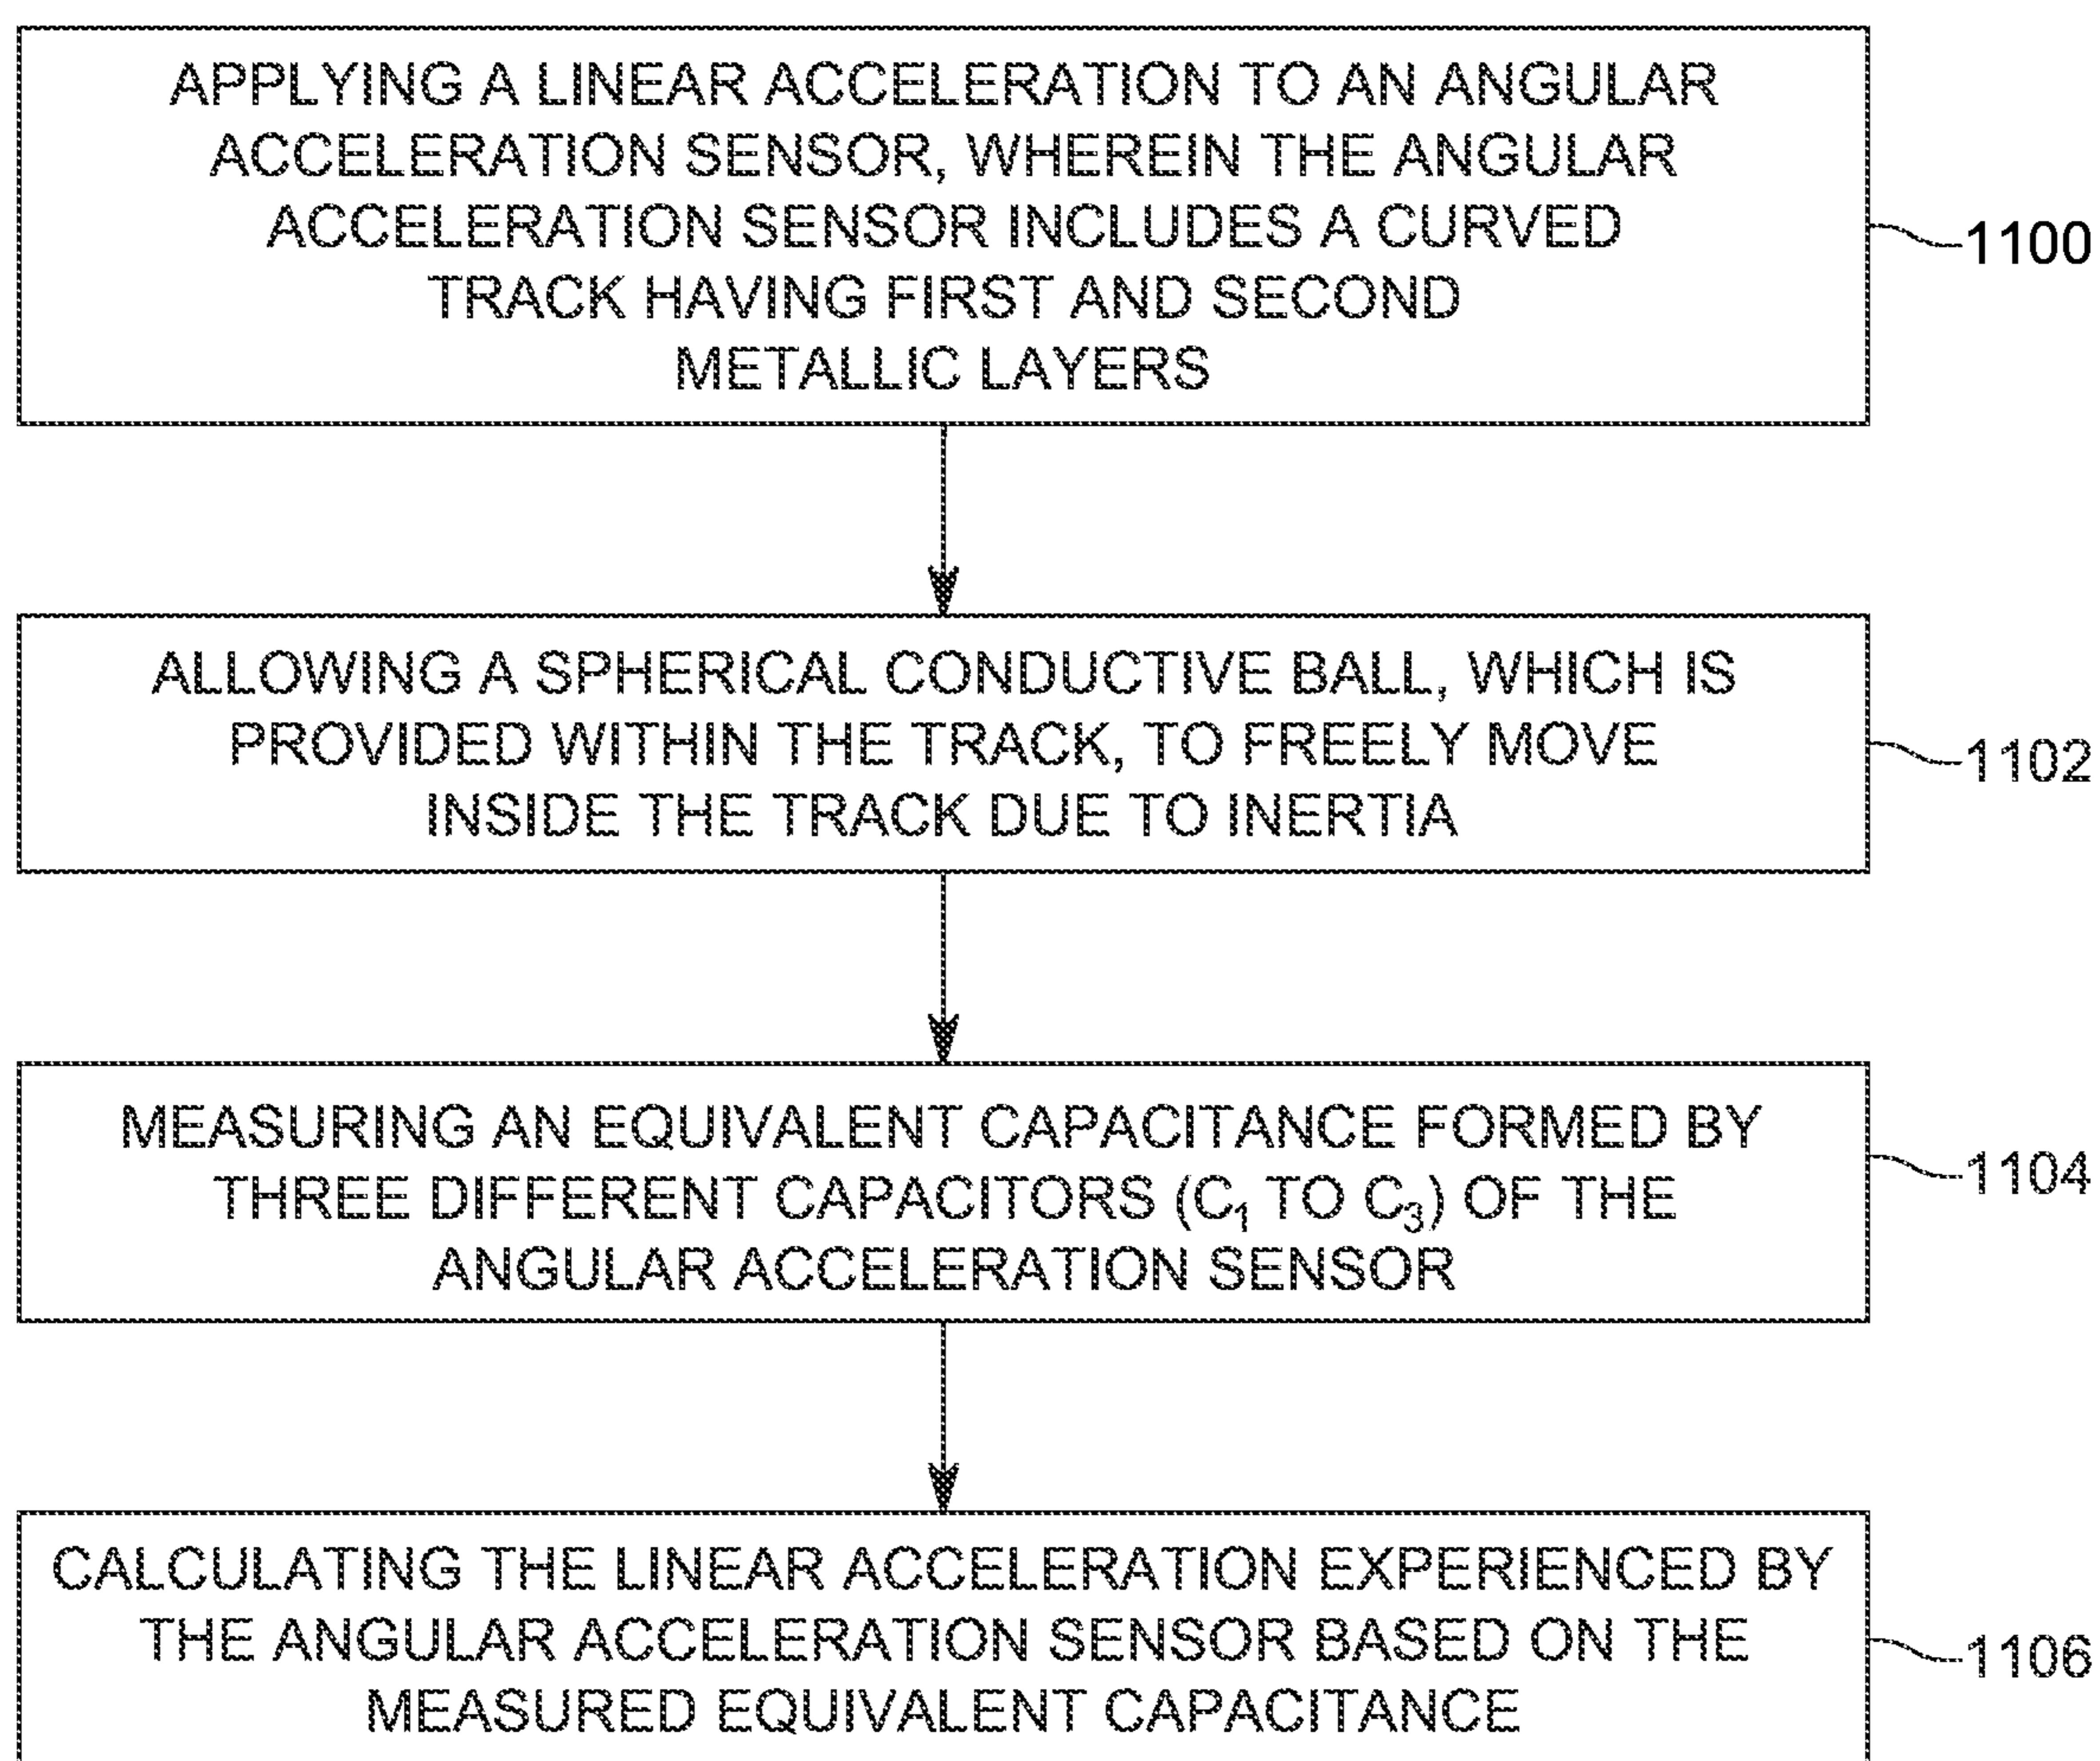 APPLYING A LINEAR ACCELERATION TO AN ANGULAR
ACCELERATION SENSOR, WHEREIN THE ANGULAR
ACCELERATION SENSOR INCLUDES A CURVED
TRACK HAVING FIRST AND SECOND
METALLIC LAYERS
1100
ALLOWING A SPHERICAL CONDUCTIVE BALL, WHICH IS
PROVIDED WITHIN THE TRACK, TO FREELY MOVE
INSIDE THE TRACK DUE TO INERTIA
1102
MEASURING AN EQUIVALENT CAPACITANCE FORMED BY
THREE DIFFERENT CAPACITORS (C₁ TO C₃) OF THE
ANGULAR ACCELERATION SENSOR
1104
CALCULATING THE LINEAR ACCELERATION EXPERIENCED BY
THE ANGULAR ACCELERATION SENSOR BASED ON THE
MEASURED EQUIVALENT CAPACITANCE
1106